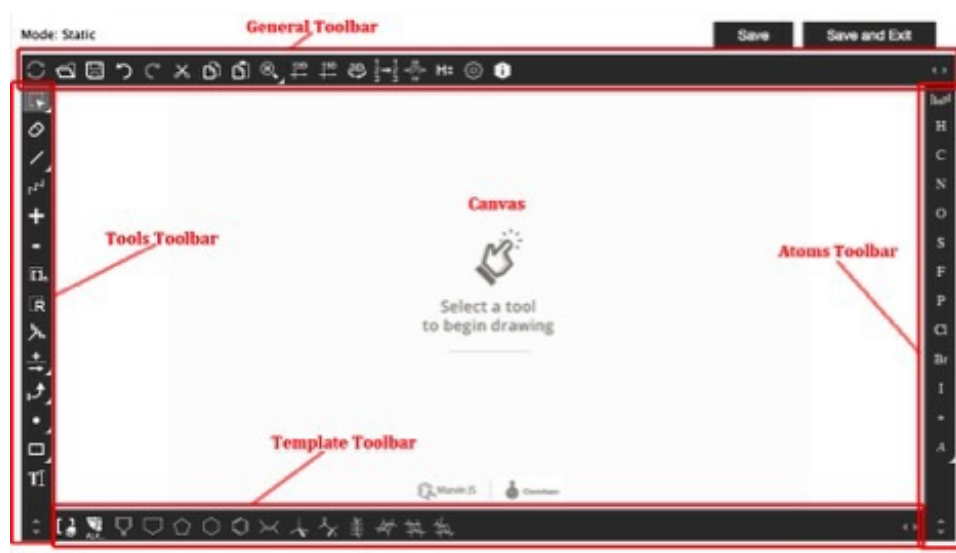 General Toolbar
Mode: Static
Save
Save and Exit
H
C
N
O
S
F
P
Cl
Br
I
*
A
Canvas
Tools Toolbar
Atoms Toolbar
Select a tool
to begin drawing
R
T
Template Toolbar
Marvin JS